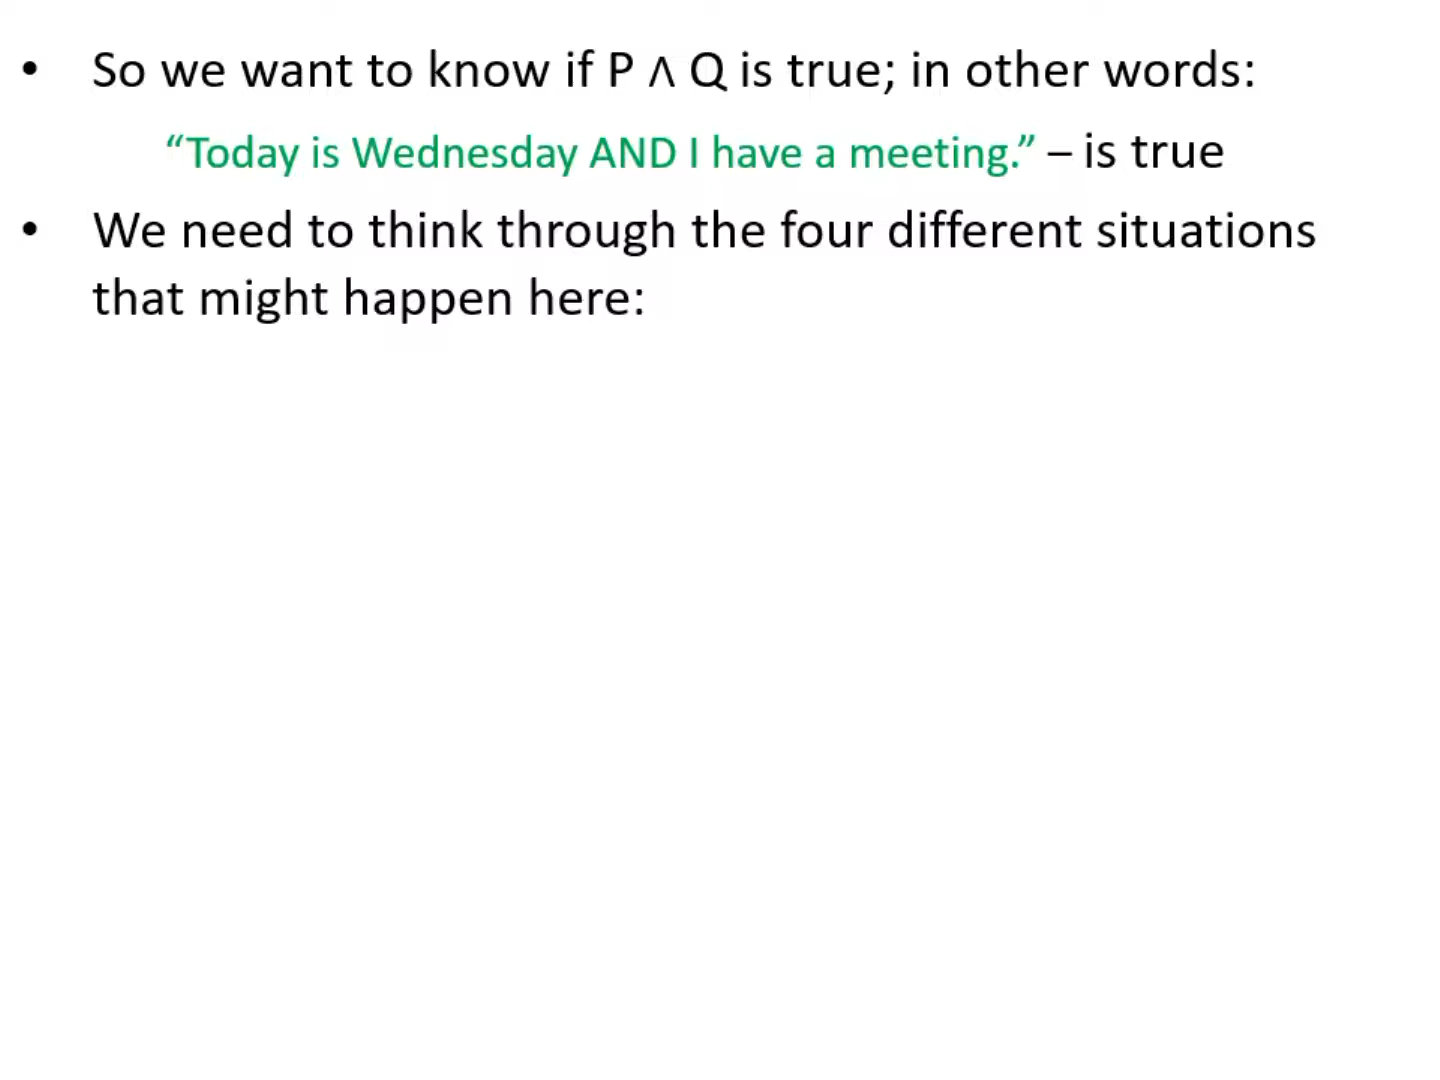 • So we want to know if P ∧ Q is true; in other words:
“Today is Wednesday AND I have a meeting.” – is true
• We need to think through the four different situations
that might happen here: